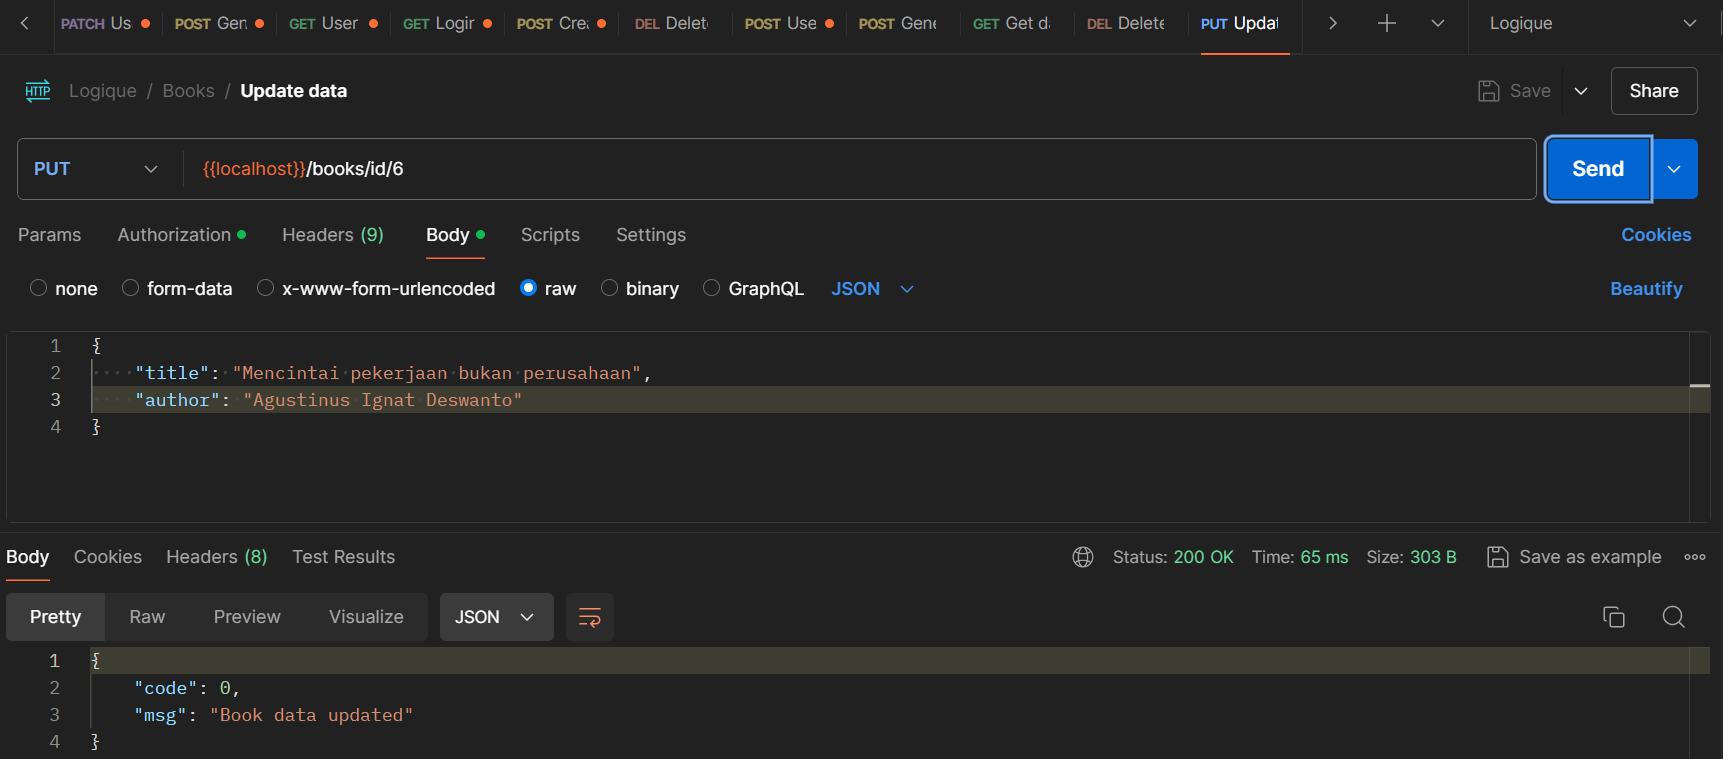 PATCH Us POST Gen GET User GET Login POST Cre DEL Delete POST Use POST Gene GET Get d DEL Delete PUT Updat Logique
HTTP Logique / Books / Update data Save Share
PUT {{localhost}}/books/id/6 Send
Params Authorization Headers (9) Body Scripts Settings Cookies
none form-data x-www-form-urlencoded raw binary GraphQL JSON Beautify
1 {
2 "title": "Mencintai pekerjaan bukan perusahaan",
3 "author": "Agustinus Ignat Deswanto"
4 }
Body Cookies Headers (8) Test Results Status: 200 OK Time: 65 ms Size: 303 B Save as example
Pretty Raw Preview Visualize JSON
1 {
2 "code": 0,
3 "msg": "Book data updated"
4 }